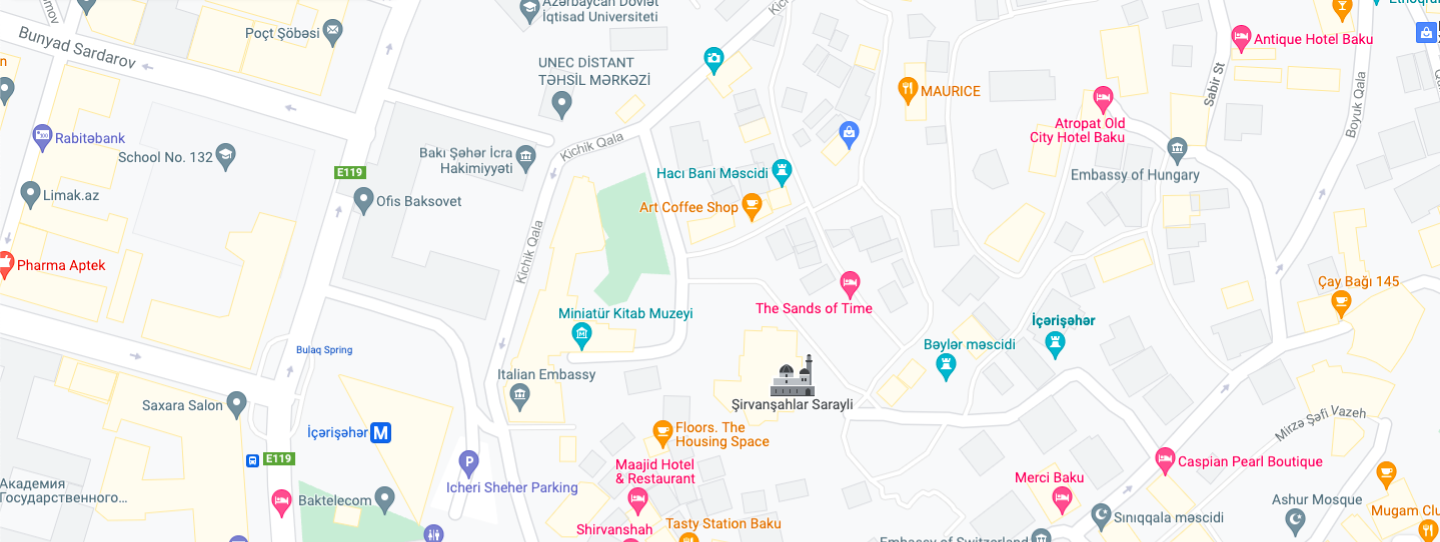 Azərbaycan Dövlət
İqtisad Universiteti
Kichik Qala
Poçt Şöbəsi
Bunyad Sardarov
Antique Hotel Baku
UNEC DİSTANT
TƏHSİL MƏRKƏZİ
Sabir St
Boyuk Qala
MAURICE
Atropat Old
City Hotel Baku
Rabitəbank
School No. 132
Kichik Qala
Bakı Şəhər İcra
Hakimiyyəti
E119
Hacı Bani Məscidi
Embassy of Hungary
Limak.az
Ofis Baksovet
Art Coffee Shop
Kichik Qala
Pharma Aptek
Çay Bağı 145
The Sands of Time
Miniatür Kitab Muzeyi
İçərişəhər
Bəylər məscidi
Bulaq Spring
Italian Embassy
Saxara Salon
Şirvanşahlar Sarayli
Mirzə Şəfi Vazeh
İçərişəhər
M
Floors. The
Housing Space
E119
Maajid Hotel
& Restaurant
Caspian Pearl Boutique
P
Icheri Sheher Parking
Merci Baku
Академия
Государственного...
Baktelecom
Ashur Mosque
Mugam Clu
Sınıqqala məscidi
Shirvanshah
Tasty Station Baku
Embassy of Switzerland